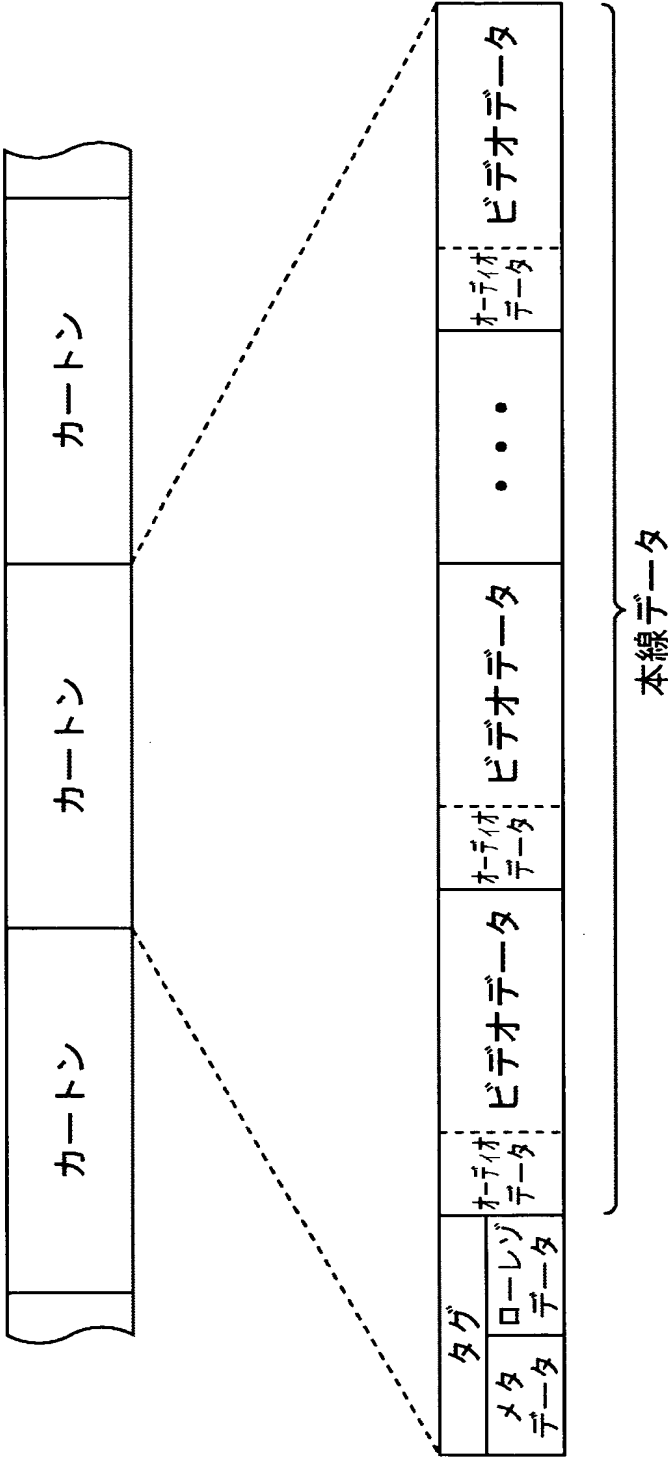 カートン
カートン
カートン
タグ
メタ
データ
ローレゾ
データ
オーディオ
データ
ビデオデータ
オーディオ
データ
ビデオデータ
・・・
オーディオ
データ
ビデオデータ
本線データ